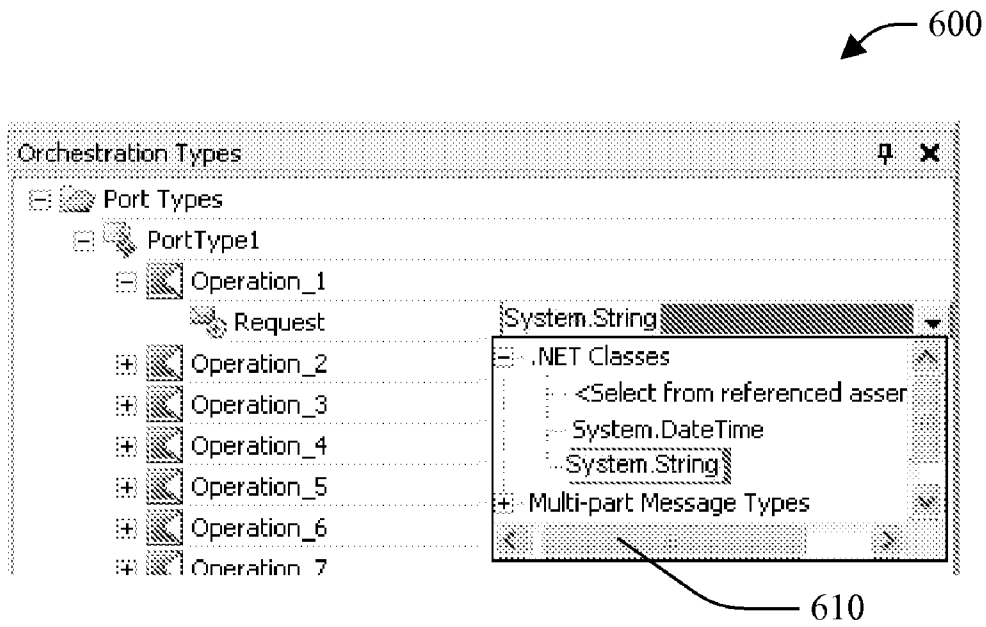 600
Orchestration Types
Port Types
PortType1
Operation_1
Request System.String
Operation_2 .NET Classes
Operation_3 <Select from referenced asser
Operation_4 System.DateTime
Operation_5 System.String
Operation_6 Multi-part Message Types
Operation_7
610